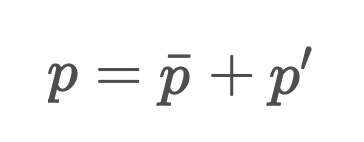 p = p̄ + p′